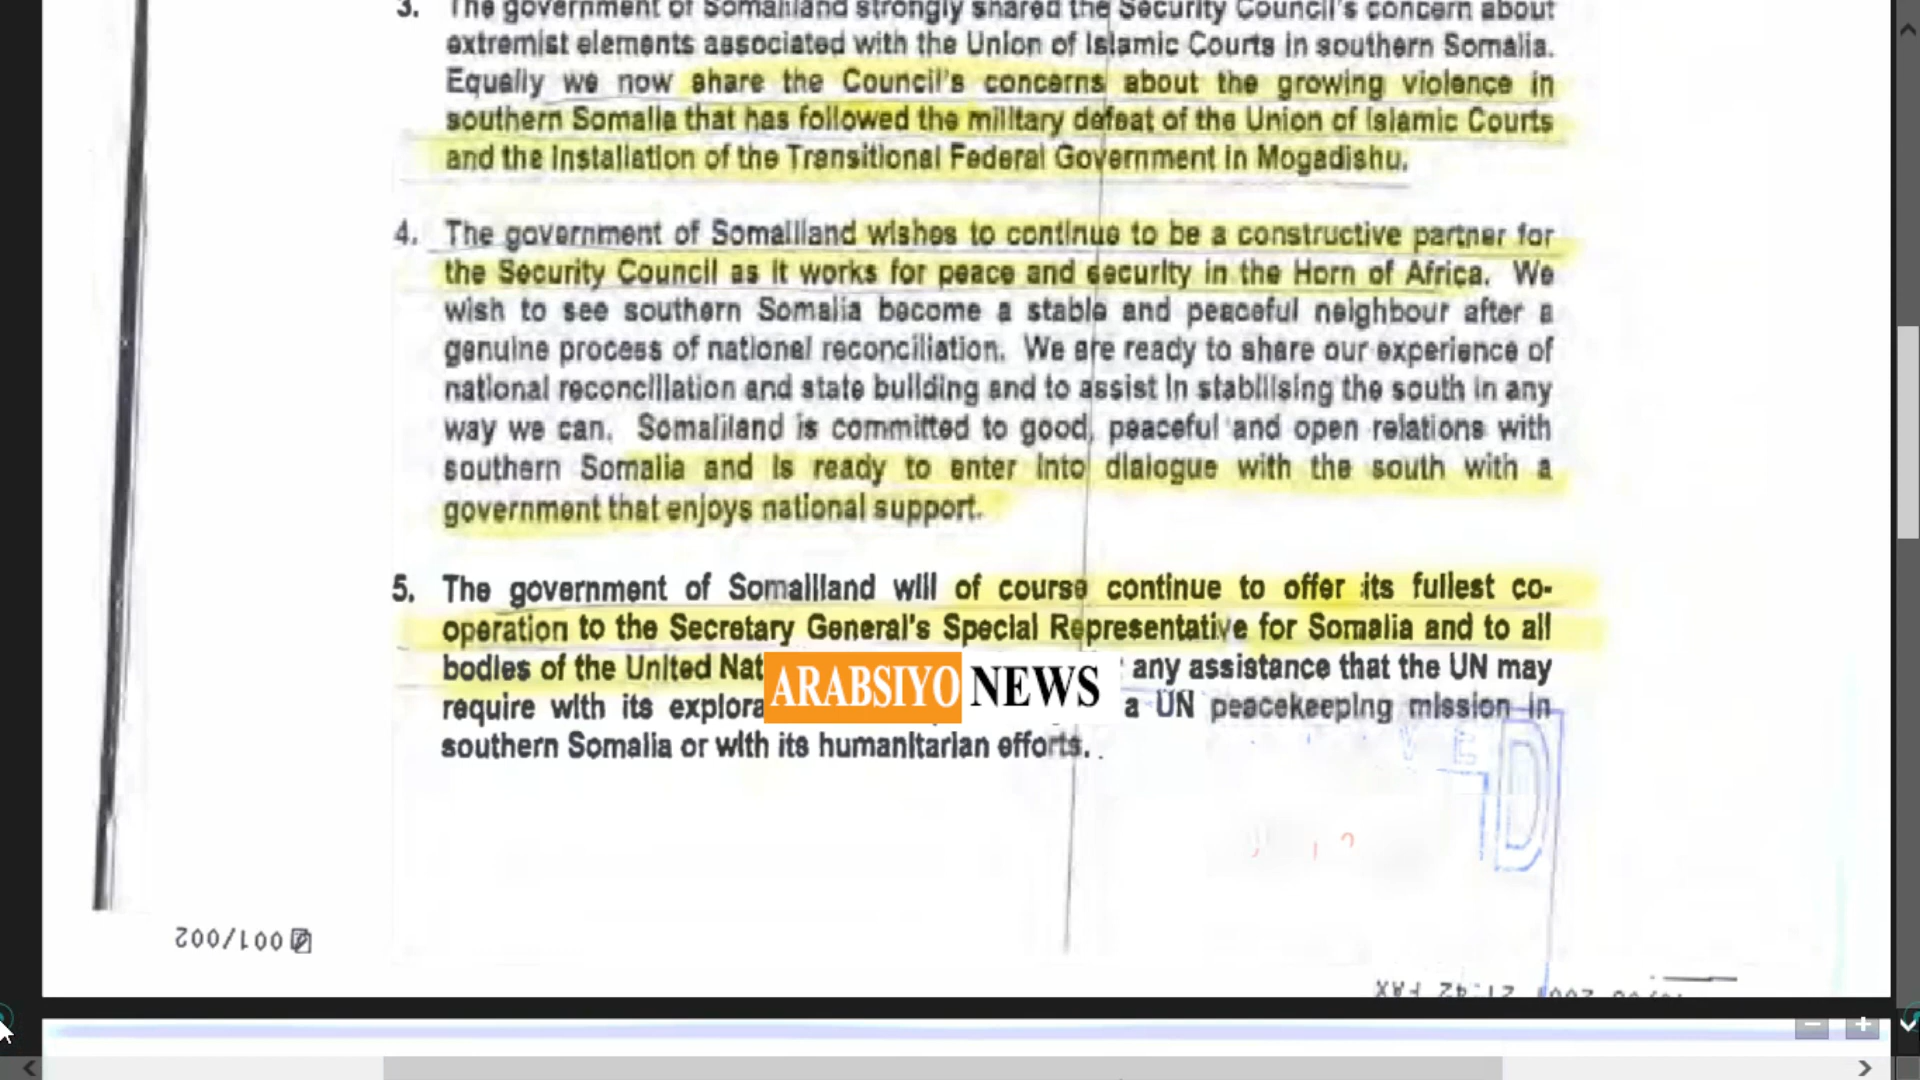 3. The government of Somaliland strongly shared the Security Council's concern about
extremist elements associated with the Union of Islamic Courts in southern Somalia.
Equally we now share the Council's concerns about the growing violence in
southern Somalia that has followed the military defeat of the Union of Islamic Courts
and the installation of the Transitional Federal Government in Mogadishu.
4. The government of Somaliland wishes to continue to be a constructive partner for
the Security Council as it works for peace and security in the Horn of Africa. We
wish to see southern Somalia become a stable and peaceful neighbour after a
genuine process of national reconciliation. We are ready to share our experience of
national reconciliation and state building and to assist in stabilising the south in any
way we can. Somaliland is committed to good, peaceful and open relations with
southern Somalia and is ready to enter into dialogue with the south with a
government that enjoys national support.
5. The government of Somaliland will of course continue to offer its fullest co-
operation to the Secretary General's Special Representative for Somalia and to all
bodies of the United Nat any assistance that the UN may
ARABSIYO NEWS
require with its explora a UN peacekeeping mission in
southern Somalia or with its humanitarian efforts.
VED
001/002
21:42 FAX